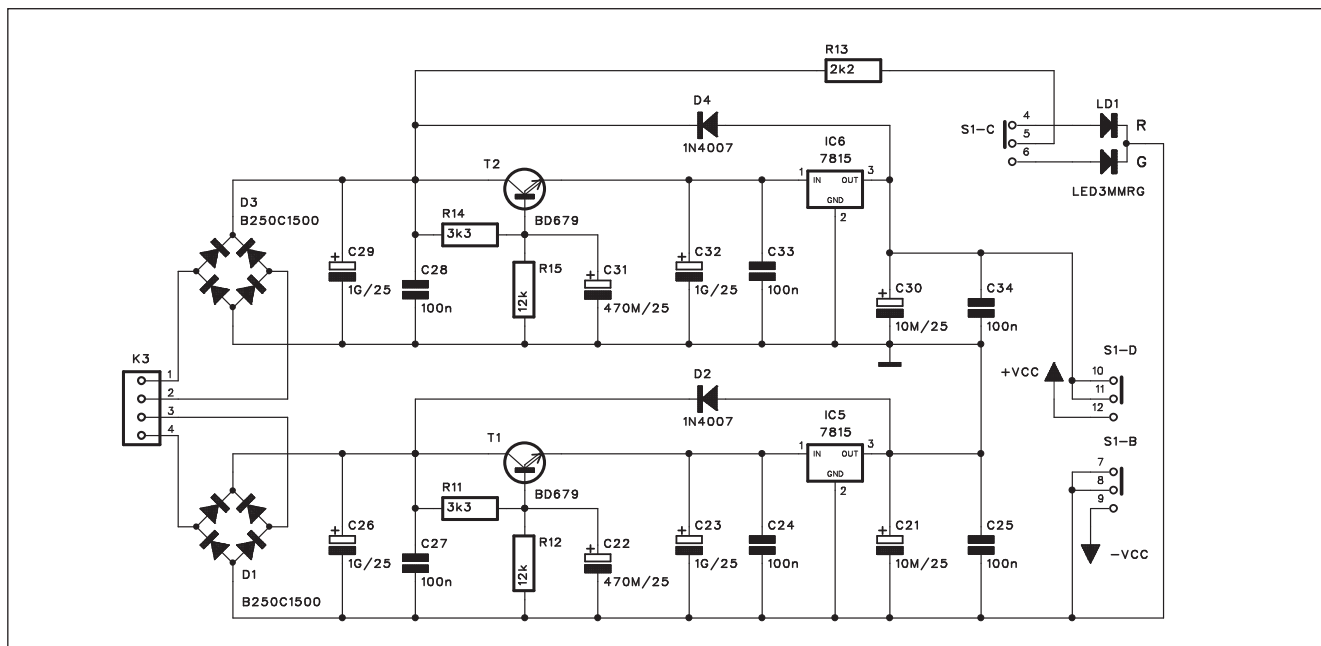 R13
2k2
D4
1N4007
S1-C
4
5
6
LD1
R
G
LED3MMRG
T2
BD679
IC6
7815
1
IN
OUT
3
GND
2
D3
B250C1500
R14
3k3
C29
1G/25
C28
100n
R15
12k
C31
470M/25
C32
1G/25
C33
100n
C30
10M/25
C34
100n
K3
1
2
3
4
D2
1N4007
+VCC
S1-D
10
11
12
T1
BD679
IC5
7815
1
IN
OUT
3
GND
2
S1-B
7
8
9
-VCC
R11
3k3
C26
1G/25
C27
100n
R12
12k
C22
470M/25
C23
1G/25
C24
100n
C21
10M/25
C25
100n
D1
B250C1500